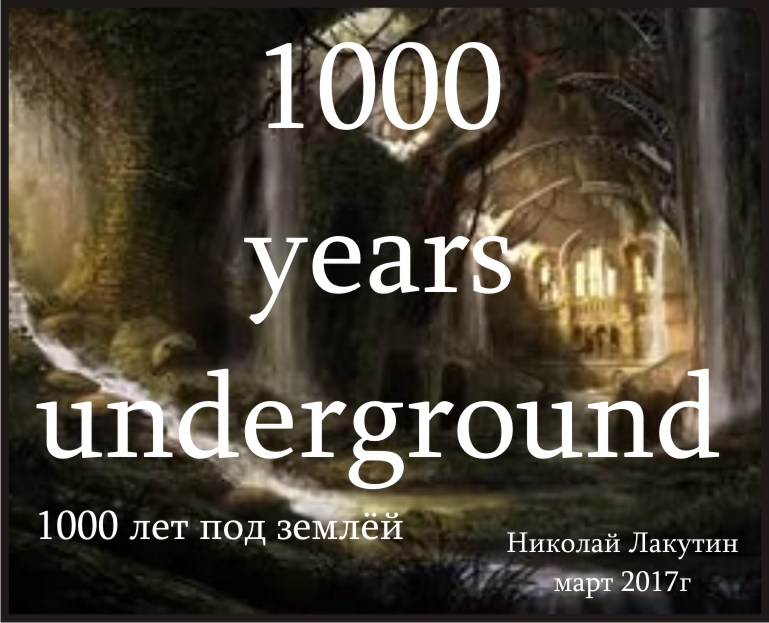 1000
years
underground
1000 лет под землёй
Николай Лакутин
март 2017г